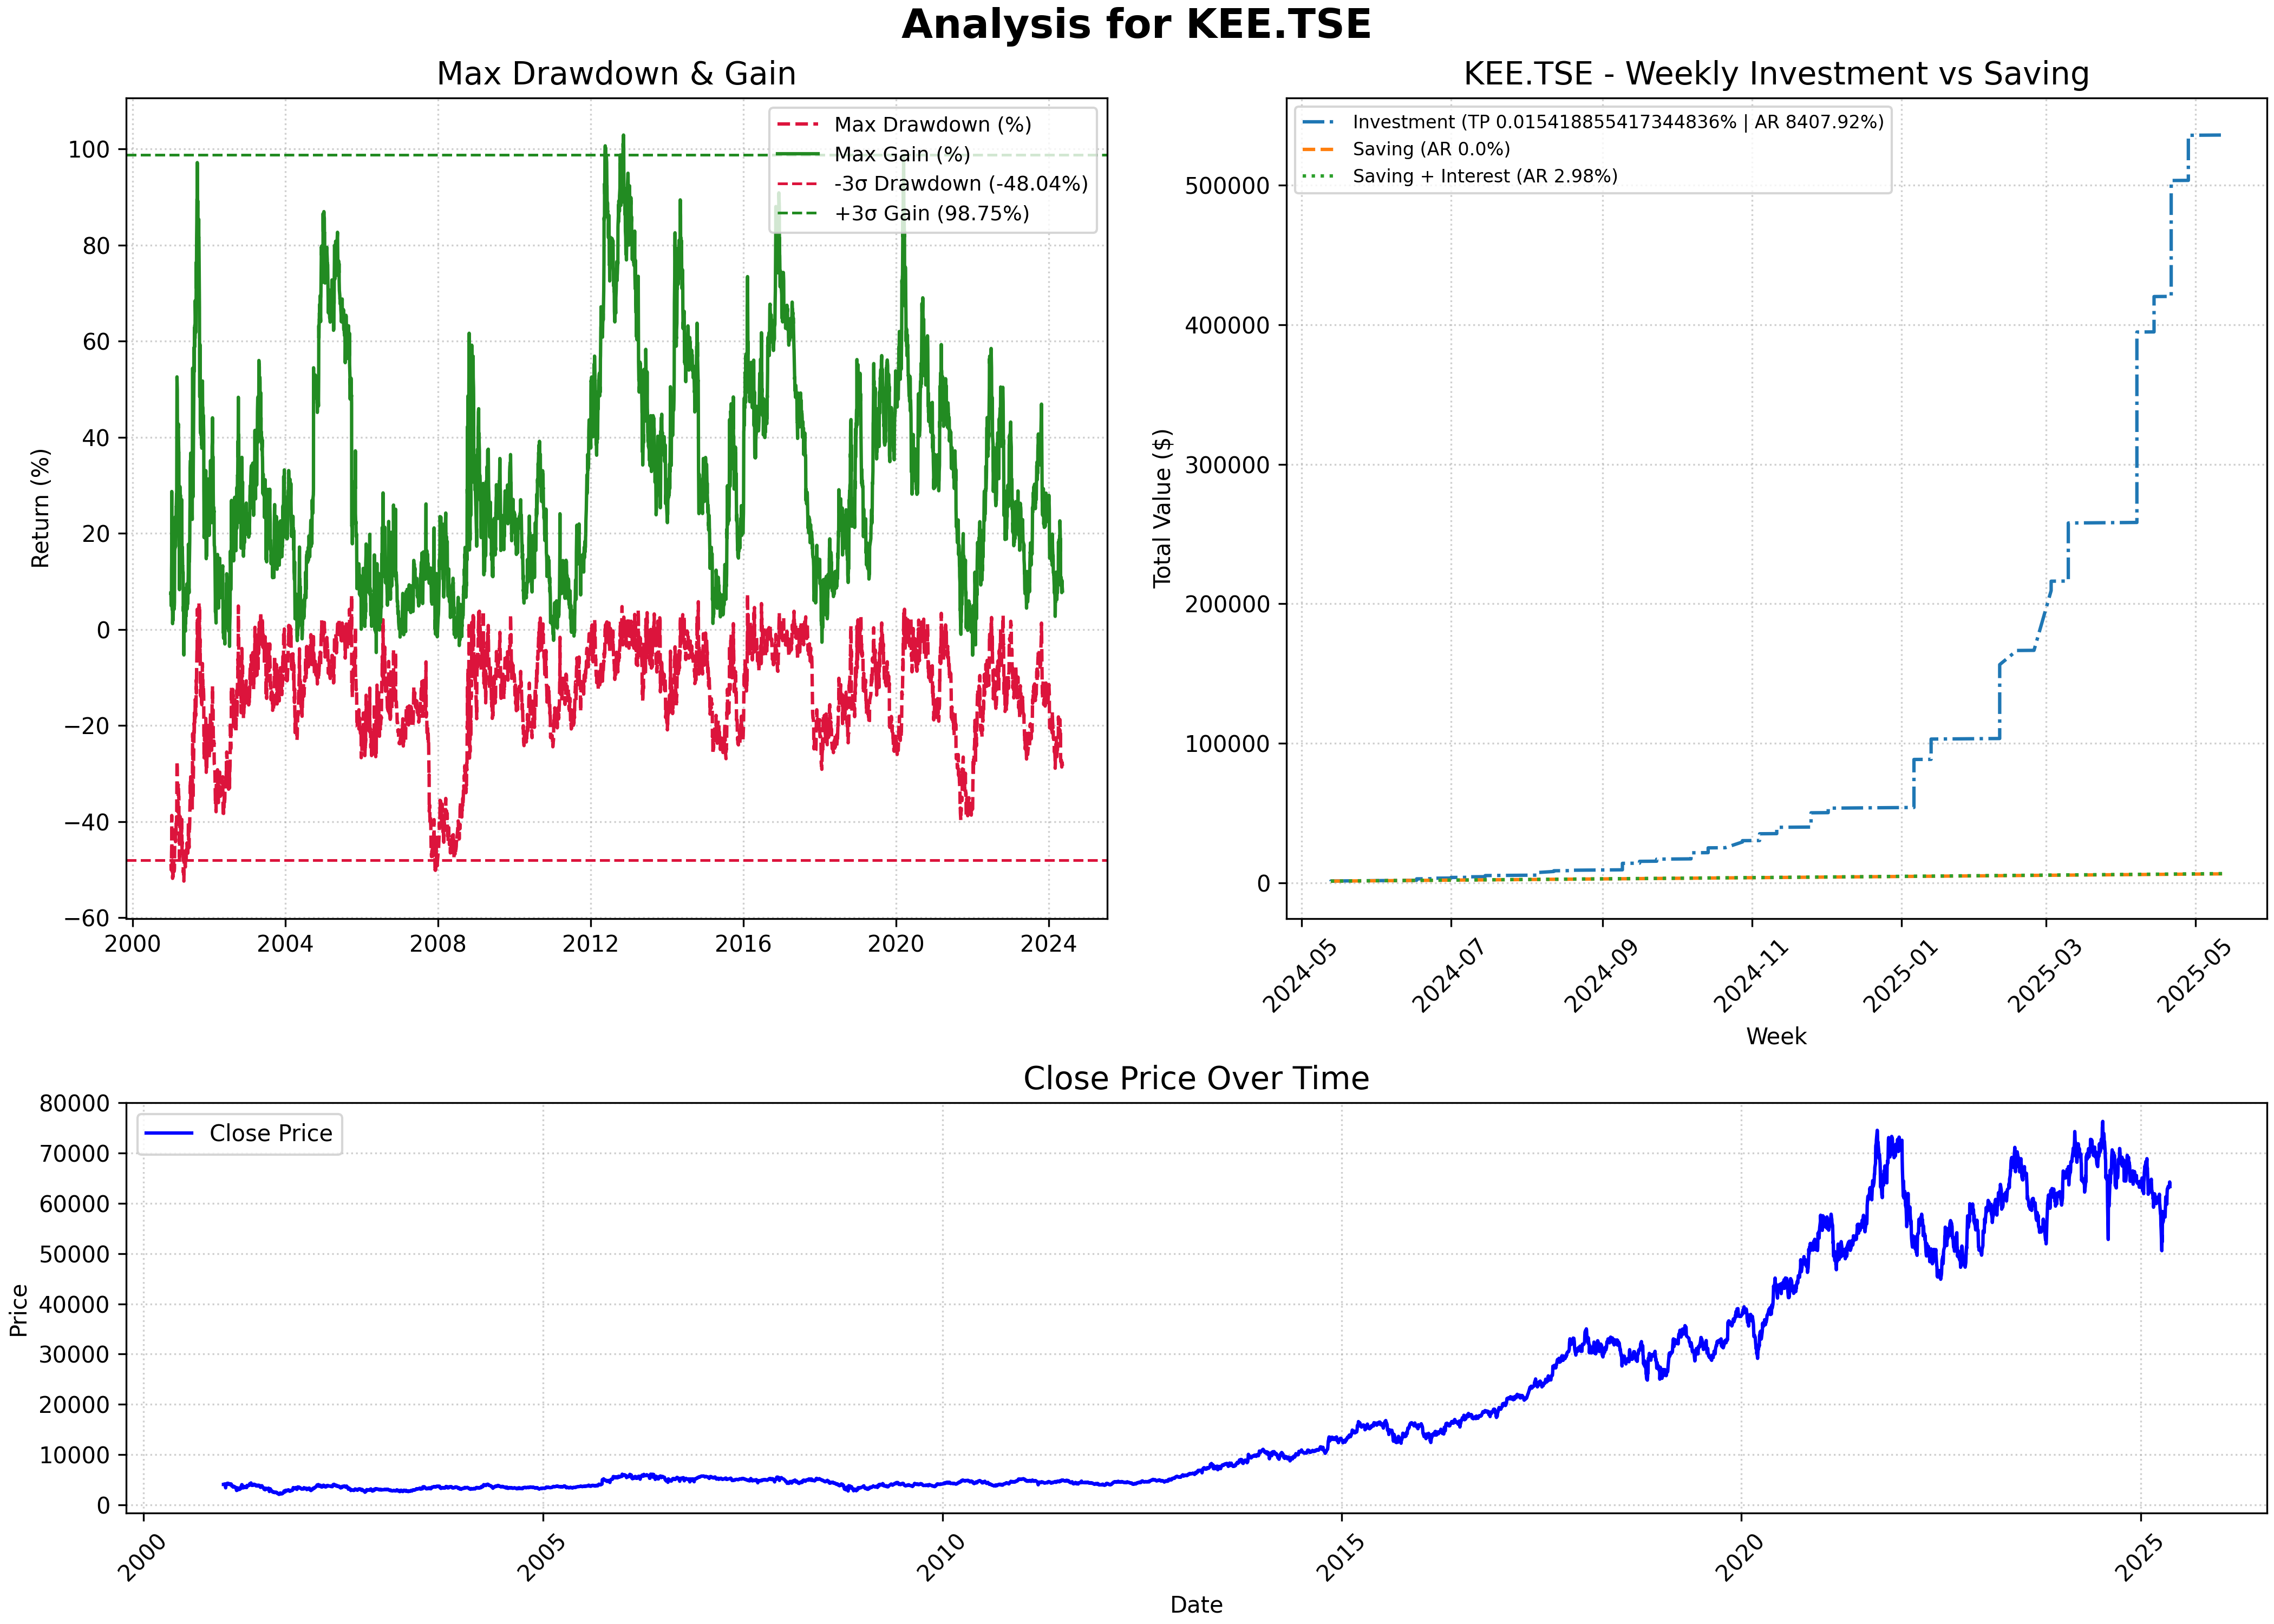 Analysis for KEE.TSE
Max Drawdown & Gain
Max Drawdown (%)
Max Gain (%)
-3σ Drawdown (-48.04%)
+3σ Gain (98.75%)
Return (%)
100
80
60
40
20
0
−20
−40
−60
2000 2004 2008 2012 2016 2020 2024
KEE.TSE - Weekly Investment vs Saving
Investment (TP 0.015418855417344836% | AR 8407.92%)
Saving (AR 0.0%)
Saving + Interest (AR 2.98%)
Total Value ($)
500000
400000
300000
200000
100000
0
2024-05 2024-07 2024-09 2024-11 2025-01 2025-03 2025-05
Week
Close Price Over Time
Close Price
Price
80000
70000
60000
50000
40000
30000
20000
10000
0
2000 2005 2010 2015 2020 2025
Date